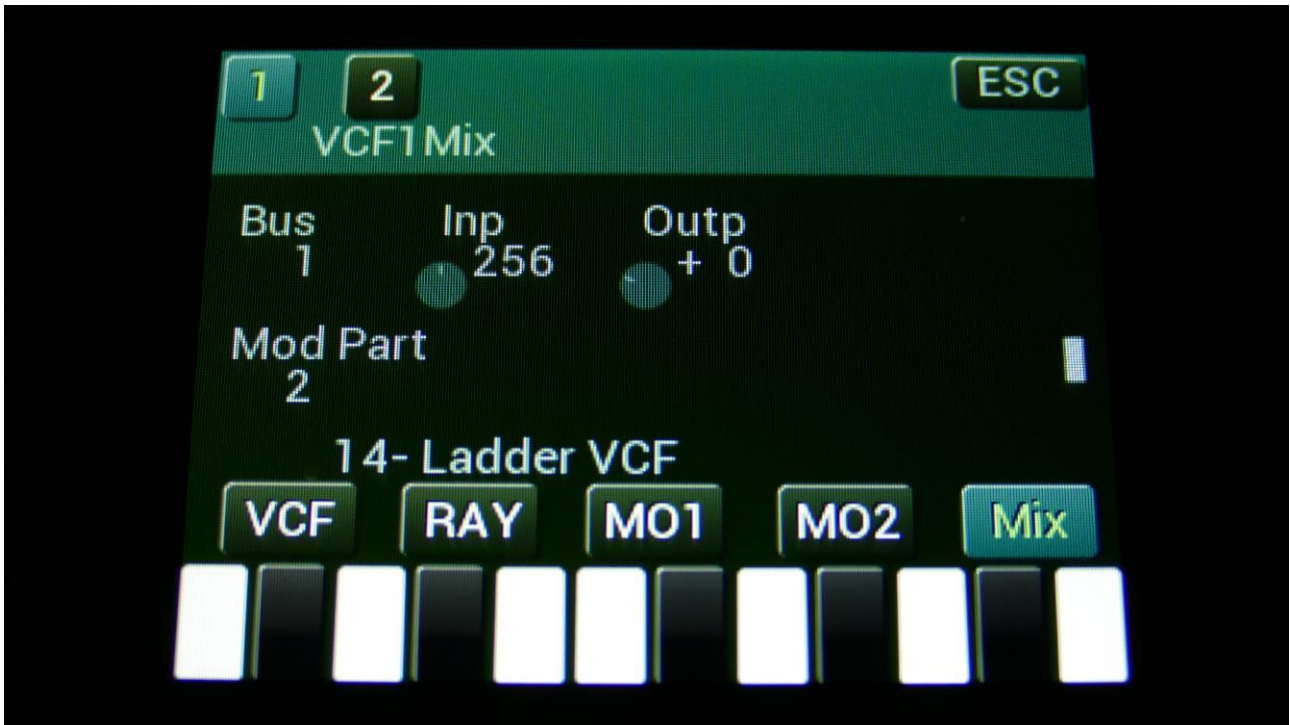 1 2 ESC
VCF1Mix
Bus Inp Outp
1 256 + 0
Mod Part
2
14- Ladder VCF
VCF RAY MO1 MO2 Mix